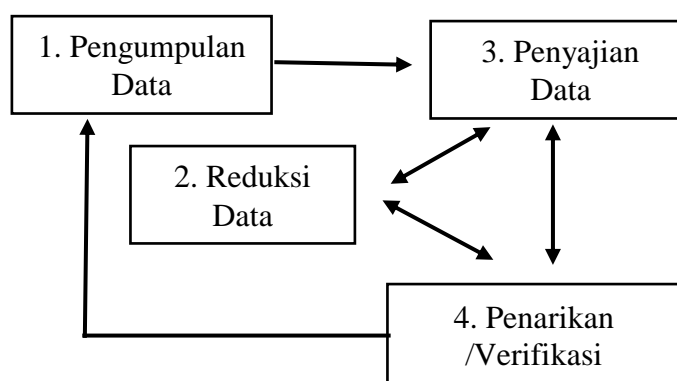 1. Pengumpulan
Data
3. Penyajian
Data
2. Reduksi
Data
4. Penarikan
/Verifikasi